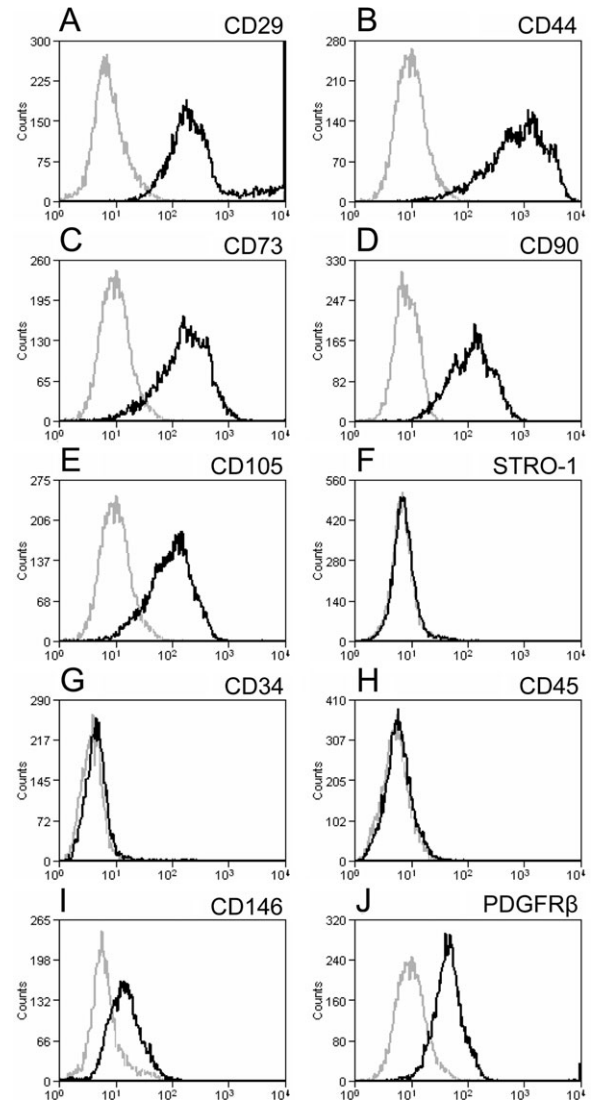 A CD29
300
225
150
75
0
Counts
10⁰ 10¹ 10² 10³ 10⁴
B CD44
280
210
140
70
0
Counts
10⁰ 10¹ 10² 10³ 10⁴
C CD73
260
195
130
65
0
Counts
10⁰ 10¹ 10² 10³ 10⁴
D CD90
330
247
165
82
0
Counts
10⁰ 10¹ 10² 10³ 10⁴
E CD105
275
206
137
68
0
Counts
10⁰ 10¹ 10² 10³ 10⁴
F STRO-1
560
420
280
140
0
Counts
10⁰ 10¹ 10² 10³ 10⁴
G CD34
290
217
145
72
0
Counts
10⁰ 10¹ 10² 10³ 10⁴
H CD45
410
307
205
102
0
Counts
10⁰ 10¹ 10² 10³ 10⁴
I CD146
265
198
132
66
0
Counts
10⁰ 10¹ 10² 10³ 10⁴
J PDGFRβ
320
240
160
80
0
Counts
10⁰ 10¹ 10² 10³ 10⁴